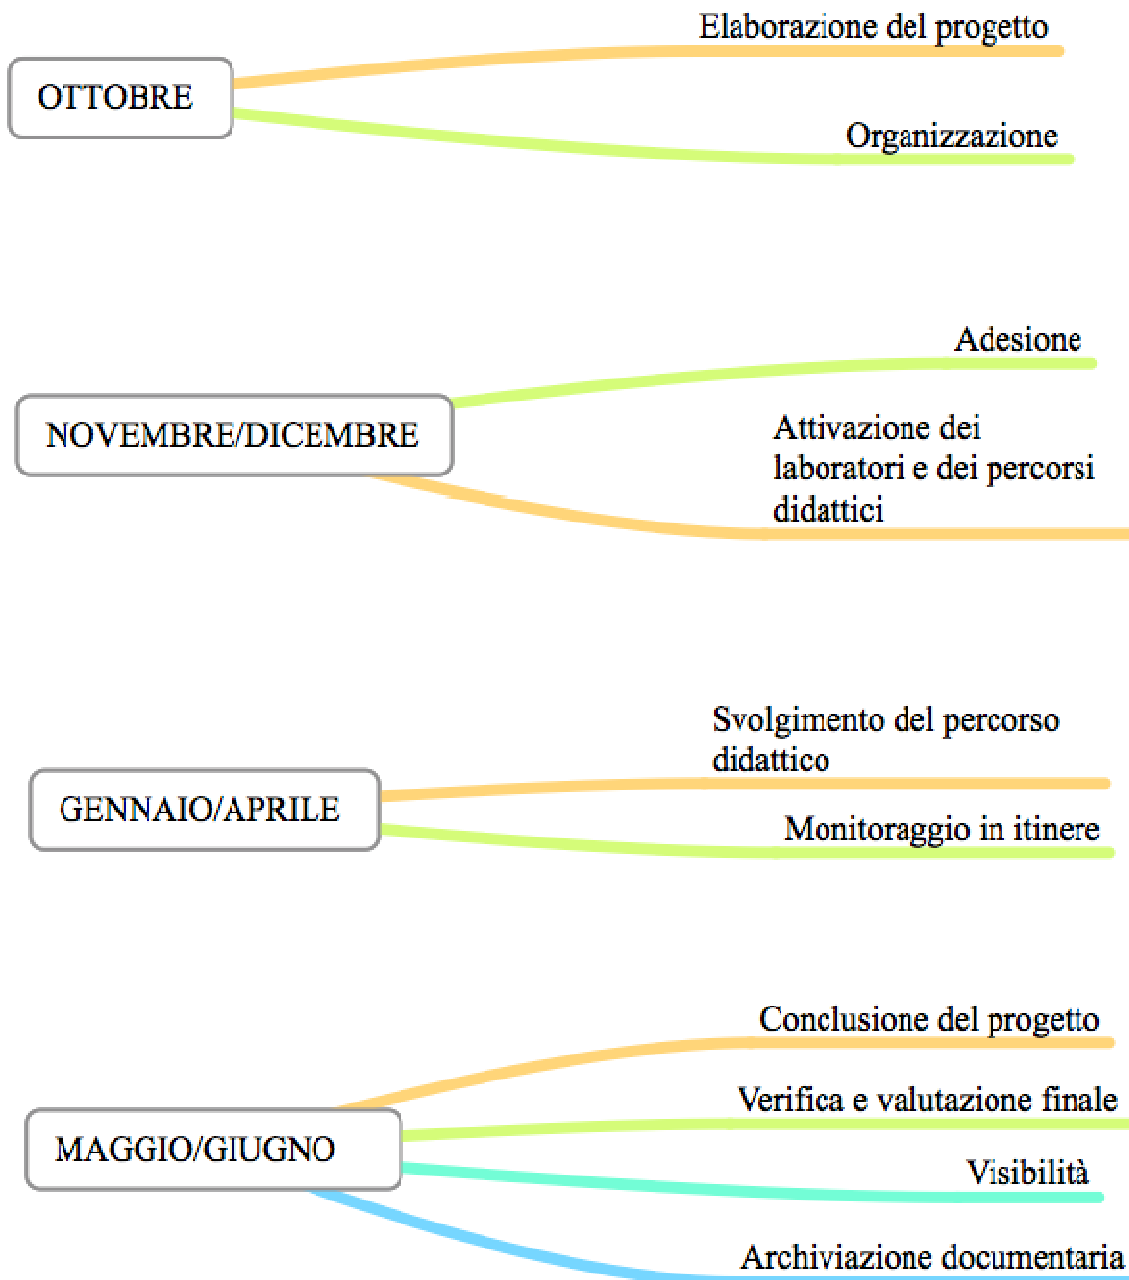 Elaborazione del progetto
OTTOBRE
Organizzazione
Adesione
NOVEMBRE/DICEMBRE
Attivazione dei
laboratori e dei percorsi
didattici
Svolgimento del percorso
didattico
GENNAIO/APRILE
Monitoraggio in itinere
Conclusione del progetto
Verifica e valutazione finale
MAGGIO/GIUGNO
Visibilità
Archiviazione documentaria